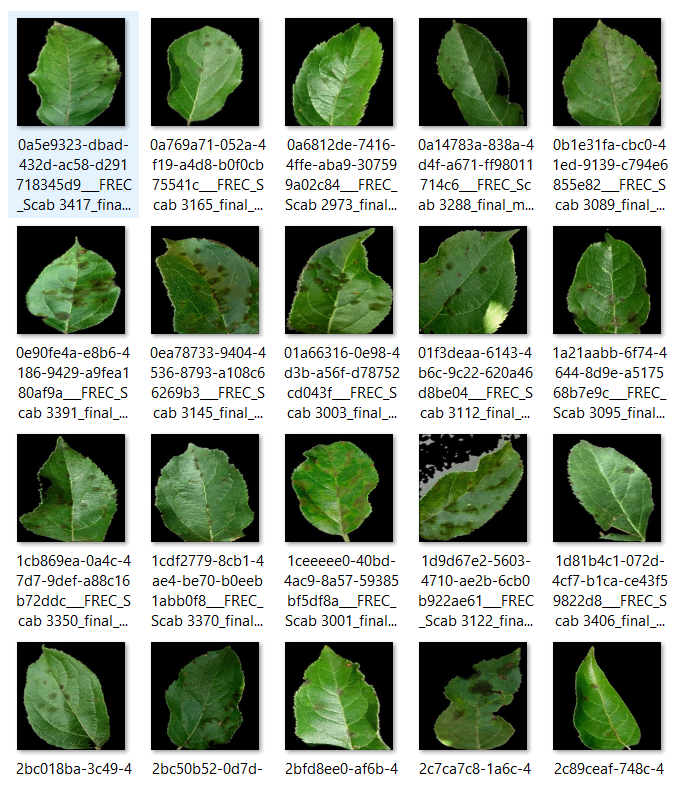 0a5e9323-dbad-
432d-ac58-d291
718345d9___FREC
_Scab 3417_fina...
0a769a71-052a-4
f19-a4d8-b0f0cb
75541c___FREC_S
cab 3165_final_...
0a6812de-7416-
4ffe-aba9-30759
9a02c84___FREC_
Scab 2973_final...
0a14783a-838a-4
d4f-a671-ff98011
714c6___FREC_Sc
ab 3288_final_m...
0b1e31fa-cbc0-4
1ed-9139-c794e6
855e82___FREC_S
cab 3089_final_...
0e90fe4a-e8b6-4
186-9429-a9fea1
80af9a___FREC_S
cab 3391_final_...
0ea78733-9404-4
536-8793-a108c6
6269b3___FREC_S
cab 3145_final_...
01a66316-0e98-4
d3b-a56f-d78752
cd043f___FREC_S
cab 3003_final_...
01f3deaa-6143-4
b6c-9c22-620a46
d8be04___FREC_S
cab 3112_final_...
1a21aabb-6f74-4
644-8d9e-a5175
68b7e9c___FREC_
Scab 3095_final...
1cb869ea-0a4c-4
7d7-9def-a88c16
b72ddc___FREC_S
cab 3350_final_...
1cdf2779-8cb1-4
ae4-be70-b0eeb
1abb0f8___FREC_
Scab 3370_final...
1ceeeee0-40bd-
4ac9-8a57-59385
bf5df8a___FREC_
Scab 3001_final...
1d9d67e2-5603-
4710-ae2b-6cb0
b922ae61___FREC
_Scab 3122_fina...
1d81b4c1-072d-
4cf7-b1ca-ce43f5
9822d8___FREC_S
cab 3406_final_...
2bc018ba-3c49-4
2bc50b52-0d7d-
2bfd8ee0-af6b-4
2c7ca7c8-1a6c-4
2c89ceaf-748c-4